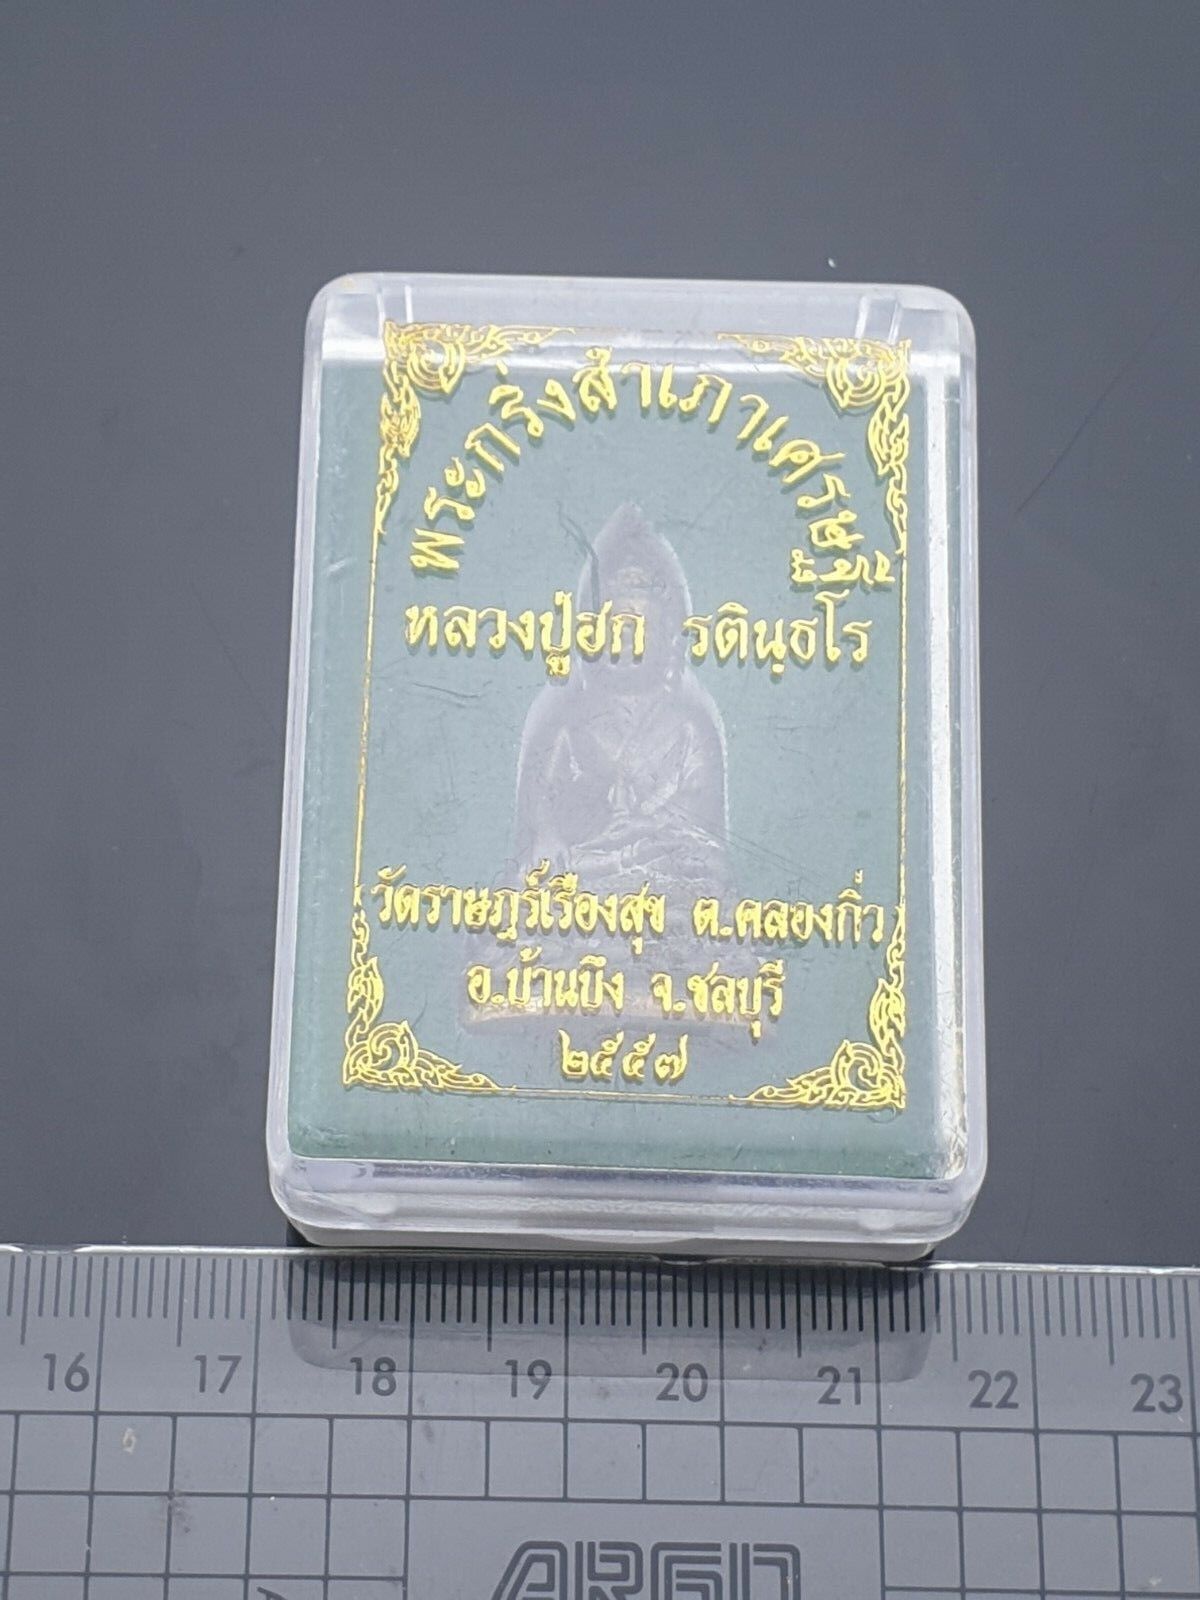 พระกริ่งสำเภาเศรษฐี
หลวงปู่ฮก รตินฺธโร
วัดราษฎร์เรืองสุข ต.คลองกิ่ว
อ.บ้านบึง จ.ชลบุรี
๒๕๕๗
16 17 18 19 20 21 22 23
ARGO